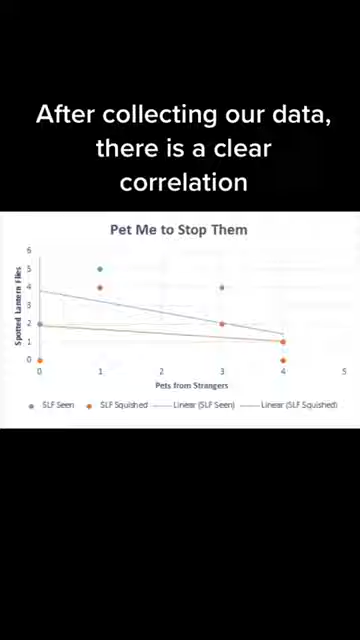 After collecting our data,
there is a clear
correlation
Pet Me to Stop Them
Spotted Lantern Flies
6
5
4
3
2
1
0
0 1 2 3 4 5
Pets from Strangers
SLF Seen SLF Squished Linear (SLF Seen) Linear (SLF Squished)